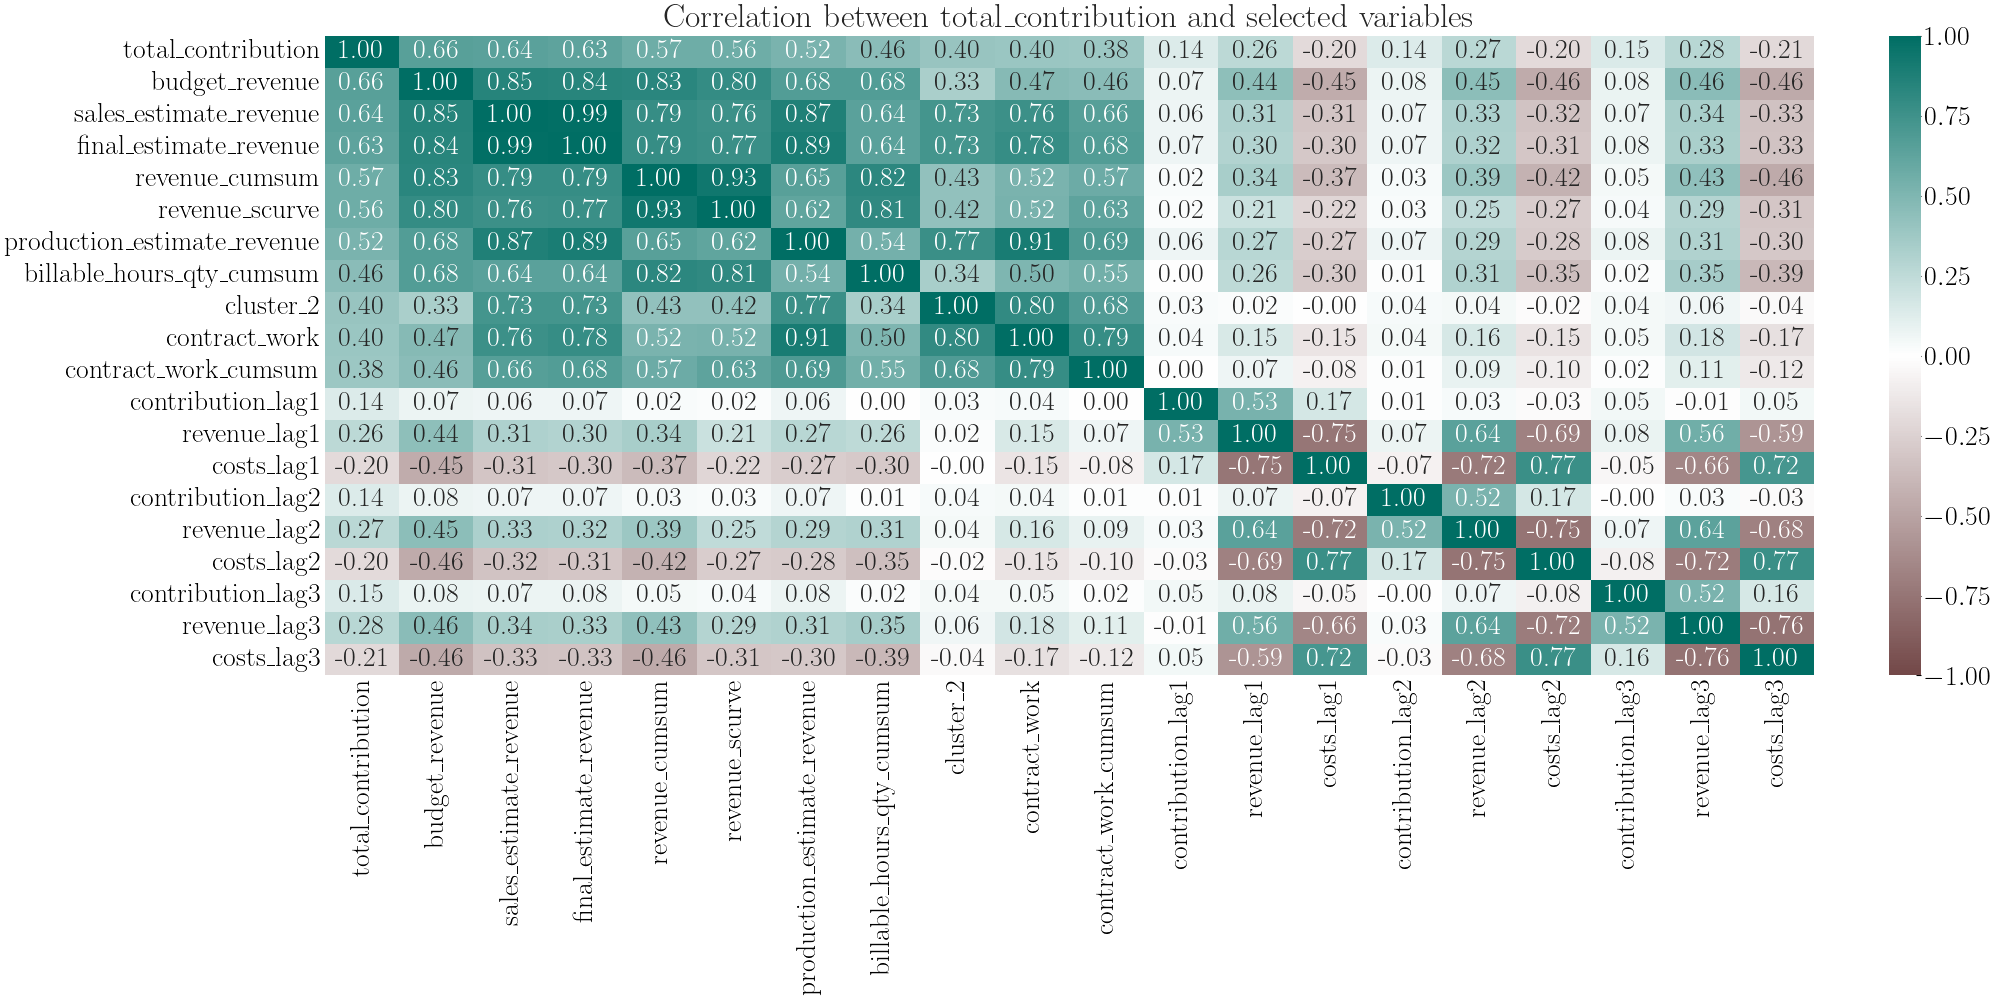 Correlation between total_contribution and selected variables
total_contribution 1.00 0.66 0.64 0.63 0.57 0.56 0.52 0.46 0.40 0.40 0.38 0.14 0.26 -0.20 0.14 0.27 -0.20 0.15 0.28 -0.21
budget_revenue 0.66 1.00 0.85 0.84 0.83 0.80 0.68 0.68 0.33 0.47 0.46 0.07 0.44 -0.45 0.08 0.45 -0.46 0.08 0.46 -0.46
sales_estimate_revenue 0.64 0.85 1.00 0.99 0.79 0.76 0.87 0.64 0.73 0.76 0.66 0.06 0.31 -0.31 0.07 0.33 -0.32 0.07 0.34 -0.33
final_estimate_revenue 0.63 0.84 0.99 1.00 0.79 0.77 0.89 0.64 0.73 0.78 0.68 0.07 0.30 -0.30 0.07 0.32 -0.31 0.08 0.33 -0.33
revenue_cumsum 0.57 0.83 0.79 0.79 1.00 0.93 0.65 0.82 0.43 0.52 0.57 0.02 0.34 -0.37 0.03 0.39 -0.42 0.05 0.43 -0.46
revenue_scurve 0.56 0.80 0.76 0.77 0.93 1.00 0.62 0.81 0.42 0.52 0.63 0.02 0.21 -0.22 0.03 0.25 -0.27 0.04 0.29 -0.31
production_estimate_revenue 0.52 0.68 0.87 0.89 0.65 0.62 1.00 0.54 0.77 0.91 0.69 0.06 0.27 -0.27 0.07 0.29 -0.28 0.08 0.31 -0.30
billable_hours_qty_cumsum 0.46 0.68 0.64 0.64 0.82 0.81 0.54 1.00 0.34 0.50 0.55 0.00 0.26 -0.30 0.01 0.31 -0.35 0.02 0.35 -0.39
cluster_2 0.40 0.33 0.73 0.73 0.43 0.42 0.77 0.34 1.00 0.80 0.68 0.03 0.02 -0.00 0.04 0.04 -0.02 0.04 0.06 -0.04
contract_work 0.40 0.47 0.76 0.78 0.52 0.52 0.91 0.50 0.80 1.00 0.79 0.04 0.15 -0.15 0.04 0.16 -0.15 0.05 0.18 -0.17
contract_work_cumsum 0.38 0.46 0.66 0.68 0.57 0.63 0.69 0.55 0.68 0.79 1.00 0.00 0.07 -0.08 0.01 0.09 -0.10 0.02 0.11 -0.12
contribution_lag1 0.14 0.07 0.06 0.07 0.02 0.02 0.06 0.00 0.03 0.04 0.00 1.00 0.53 0.17 0.01 0.03 -0.03 0.05 -0.01 0.05
revenue_lag1 0.26 0.44 0.31 0.30 0.34 0.21 0.27 0.26 0.02 0.15 0.07 0.53 1.00 -0.75 0.07 0.64 -0.69 0.08 0.56 -0.59
costs_lag1 -0.20 -0.45 -0.31 -0.30 -0.37 -0.22 -0.27 -0.30 -0.00 -0.15 -0.08 0.17 -0.75 1.00 -0.07 -0.72 0.77 -0.05 -0.66 0.72
contribution_lag2 0.14 0.08 0.07 0.07 0.03 0.03 0.07 0.01 0.04 0.04 0.01 0.01 0.07 -0.07 1.00 0.52 0.17 -0.00 0.03 -0.03
revenue_lag2 0.27 0.45 0.33 0.32 0.39 0.25 0.29 0.31 0.04 0.16 0.09 0.03 0.64 -0.72 0.52 1.00 -0.75 0.07 0.64 -0.68
costs_lag2 -0.20 -0.46 -0.32 -0.31 -0.42 -0.27 -0.28 -0.35 -0.02 -0.15 -0.10 -0.03 -0.69 0.77 0.17 -0.75 1.00 -0.08 -0.72 0.77
contribution_lag3 0.15 0.08 0.07 0.08 0.05 0.04 0.08 0.02 0.04 0.05 0.02 0.05 0.08 -0.05 -0.00 0.07 -0.08 1.00 0.52 0.16
revenue_lag3 0.28 0.46 0.34 0.33 0.43 0.29 0.31 0.35 0.06 0.18 0.11 -0.01 0.56 -0.66 0.03 0.64 -0.72 0.52 1.00 -0.76
costs_lag3 -0.21 -0.46 -0.33 -0.33 -0.46 -0.31 -0.30 -0.39 -0.04 -0.17 -0.12 0.05 -0.59 0.72 -0.03 -0.68 0.77 0.16 -0.76 1.00
total_contribution
budget_revenue
sales_estimate_revenue
final_estimate_revenue
revenue_cumsum
revenue_scurve
production_estimate_revenue
billable_hours_qty_cumsum
cluster_2
contract_work
contract_work_cumsum
contribution_lag1
revenue_lag1
costs_lag1
contribution_lag2
revenue_lag2
costs_lag2
contribution_lag3
revenue_lag3
costs_lag3
1.00
0.75
0.50
0.25
0.00
−0.25
−0.50
−0.75
−1.00